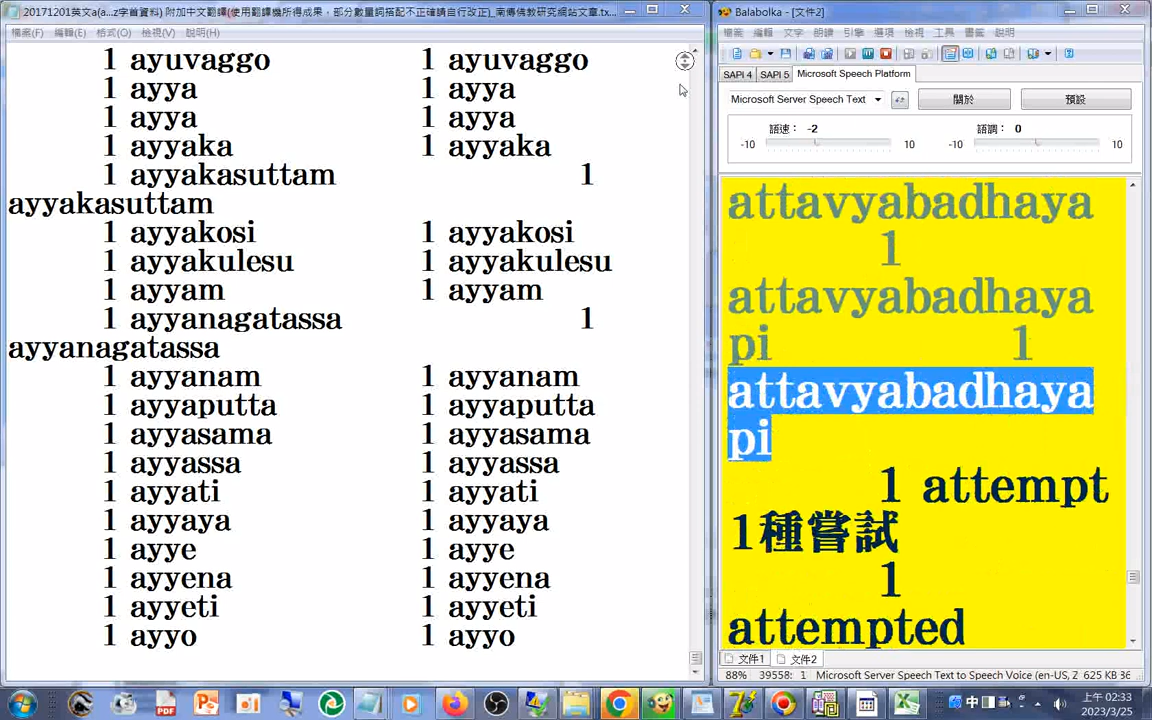 20171201英文a(a...z字首資料) 附加中文翻譯(使用翻譯機所得成果，部分數量詞搭配不正確請自行改正)_南傳佛教研究網站文章.tx...
檔案(F) 編輯(E) 格式(O) 檢視(V) 說明(H)
1 ayuvaggo 1 ayuvaggo
1 ayya 1 ayya
1 ayya 1 ayya
1 ayyaka 1 ayyaka
1 ayyakasuttam 1
ayyakasuttam
1 ayyakosi 1 ayyakosi
1 ayyakulesu 1 ayyakulesu
1 ayyam 1 ayyam
1 ayyanagatassa 1
ayyanagatassa
1 ayyanam 1 ayyanam
1 ayyaputta 1 ayyaputta
1 ayyasama 1 ayyasama
1 ayyassa 1 ayyassa
1 ayyati 1 ayyati
1 ayyaya 1 ayyaya
1 ayye 1 ayye
1 ayyena 1 ayyena
1 ayyeti 1 ayyeti
1 ayyo 1 ayyo
Balabolka - [文件2]
檔案 編輯 文字 朗讀 引擎 選項 檢視 工具 書籤 說明
SAPI 4 SAPI 5 Microsoft Speech Platform
Microsoft Server Speech Text 關於 預設
語速： -2 語調： 0
-10 10 -10 10
attavyabadhaya
1
attavyabadhaya
pi 1
attavyabadhaya
pi
1 attempt
1種嘗試
1
attempted
文件1 文件2
88% 39558: 1 Microsoft Server Speech Text to Speech Voice (en-US, Z 625 KB 36
中
上午 02:33
2023/3/25